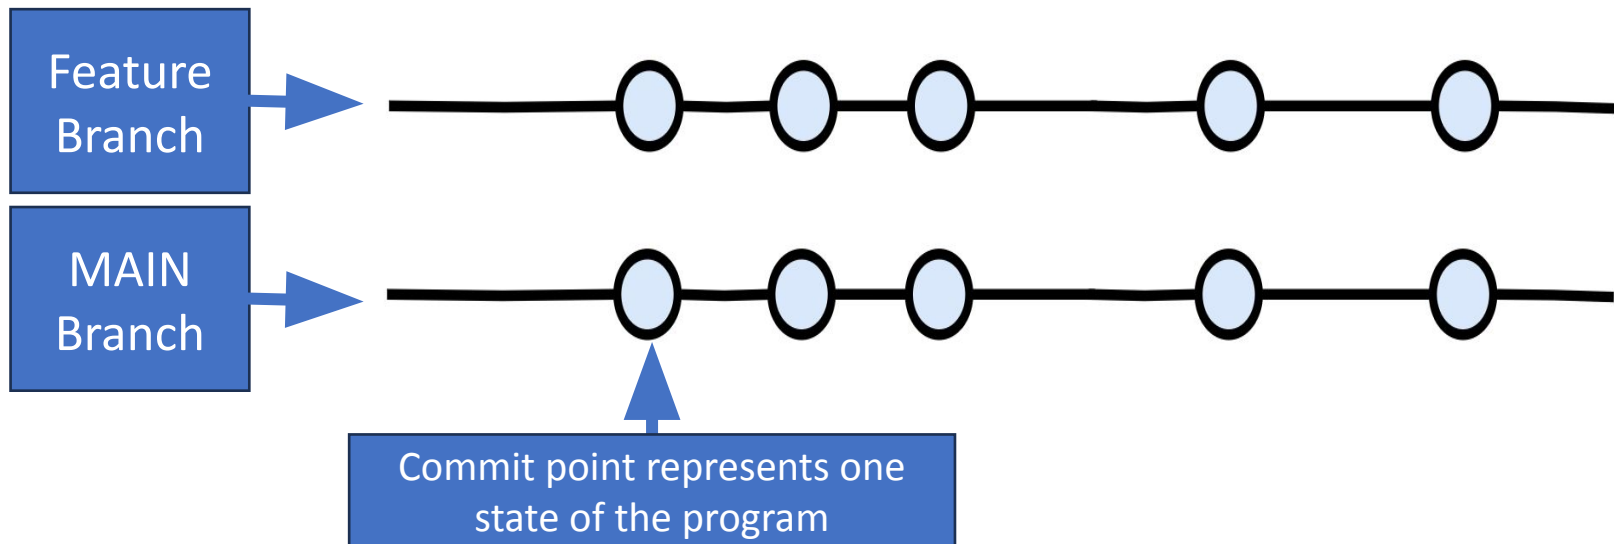 Feature
Branch
MAIN
Branch
Commit point represents one
state of the program